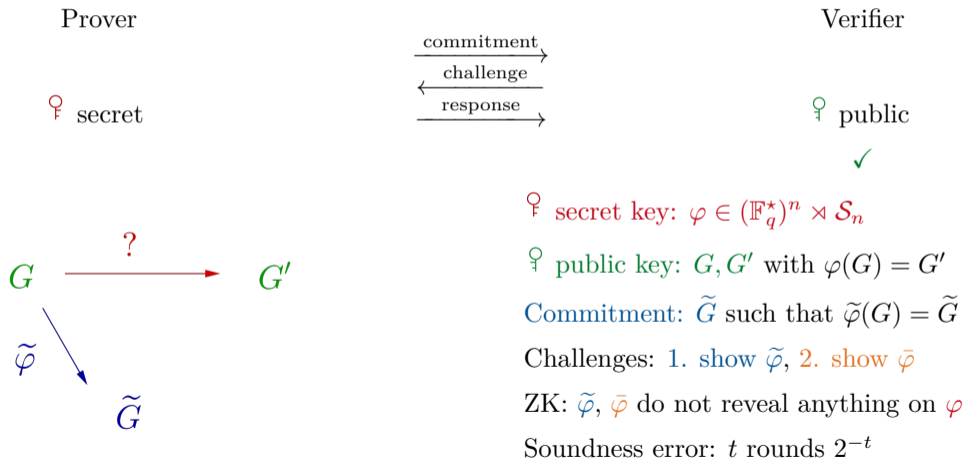 Prover
Verifier
commitment
challenge
response
secret
public
✓
secret key: φ ∈ (𝔽_q^⋆)^n ⋊ 𝒮_n
?
G
G′
public key: G, G′ with φ(G) = G′
Commitment: G̃ such that φ̃(G) = G̃
φ̃
Challenges: 1. show φ̃, 2. show φ̄
G̃
ZK: φ̃, φ̄ do not reveal anything on φ
Soundness error: t rounds 2^{−t}